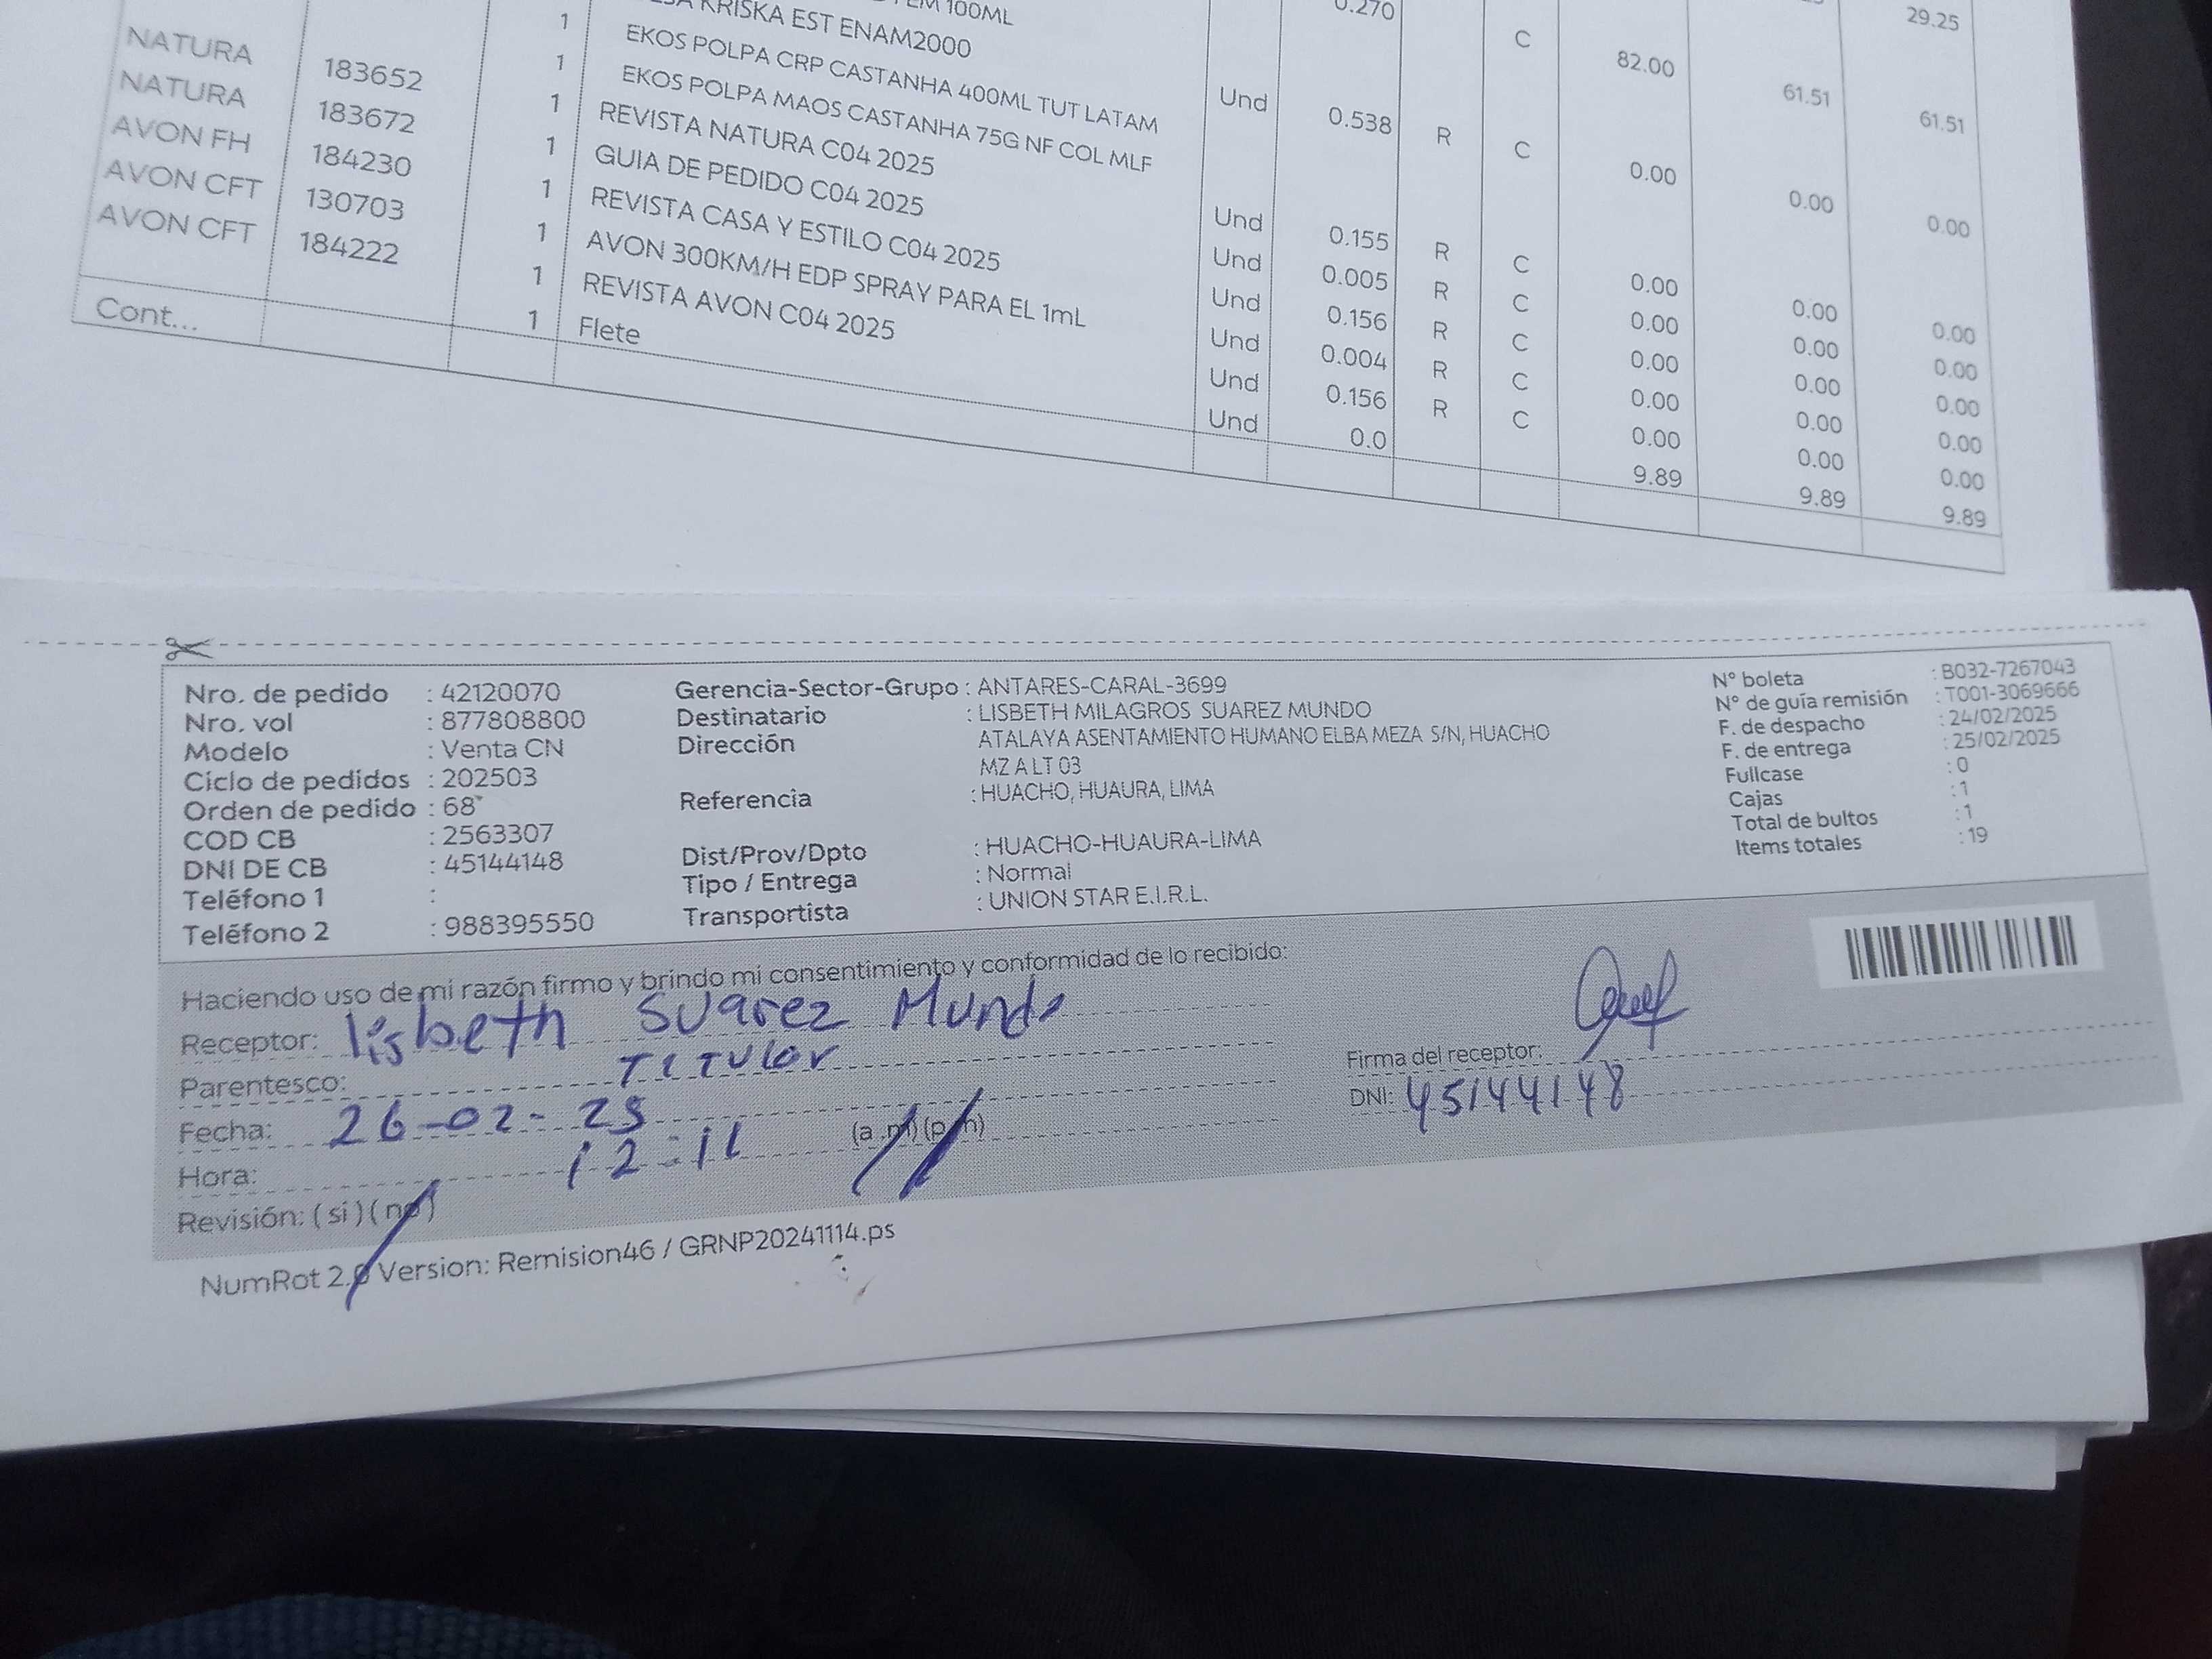 100ML
0.270
29.25
1 KRISKA EST ENAM2000 C 82.00 61.51 61.51
1 EKOS POLPA CRP CASTANHA 400ML TUT LATAM Und 0.538 R C 0.00 0.00 0.00
1 EKOS POLPA MAOS CASTANHA 75G NF COL MLF
NATURA 183652 1 REVISTA NATURA C04 2025 Und 0.155 R C 0.00 0.00 0.00
NATURA 183672 1 GUIA DE PEDIDO C04 2025 Und 0.005 R C 0.00 0.00 0.00
AVON FH 184230 1 REVISTA CASA Y ESTILO C04 2025 Und 0.156 R C 0.00 0.00 0.00
AVON CFT 130703 1 AVON 300KM/H EDP SPRAY PARA EL 1mL Und 0.004 R C 0.00 0.00 0.00
AVON CFT 184222 1 REVISTA AVON C04 2025 Und 0.156 R C 0.00 0.00 0.00
1 Flete Und 0.0 9.89 9.89 9.89
Cont...
Nro. de pedido : 42120070
Nro. vol : 877808800
Modelo : Venta CN
Ciclo de pedidos : 202503
Orden de pedido : 68
COD CB : 2563307
DNI DE CB : 45144148
Teléfono 1 :
Teléfono 2 : 988395550
Gerencia-Sector-Grupo : ANTARES-CARAL-3699
Destinatario : LISBETH MILAGROS SUAREZ MUNDO
Dirección ATALAYA ASENTAMIENTO HUMANO ELBA MEZA S/N, HUACHO
MZ A LT 03
Referencia : HUACHO, HUAURA, LIMA
Dist/Prov/Dpto : HUACHO-HUAURA-LIMA
Tipo / Entrega : Normal
Transportista : UNION STAR E.I.R.L.
N° boleta : B032-7267043
N° de guía remisión : T001-3069666
F. de despacho : 24/02/2025
F. de entrega : 25/02/2025
Fullcase : 0
Cajas : 1
Total de bultos : 1
Items totales : 19
Haciendo uso de mi razón firmo y brindo mi consentimiento y conformidad de lo recibido:
Receptor: lisbeth Suarez Mundo
Parentesco: TITULAR
Fecha: 26-02-25
Hora: 12:11 (a .m) (p.m)
Revisión: ( si ) ( no )
Firma del receptor:
DNI: 45144148
NumRot 2.0 Version: Remision46 / GRNP20241114.ps